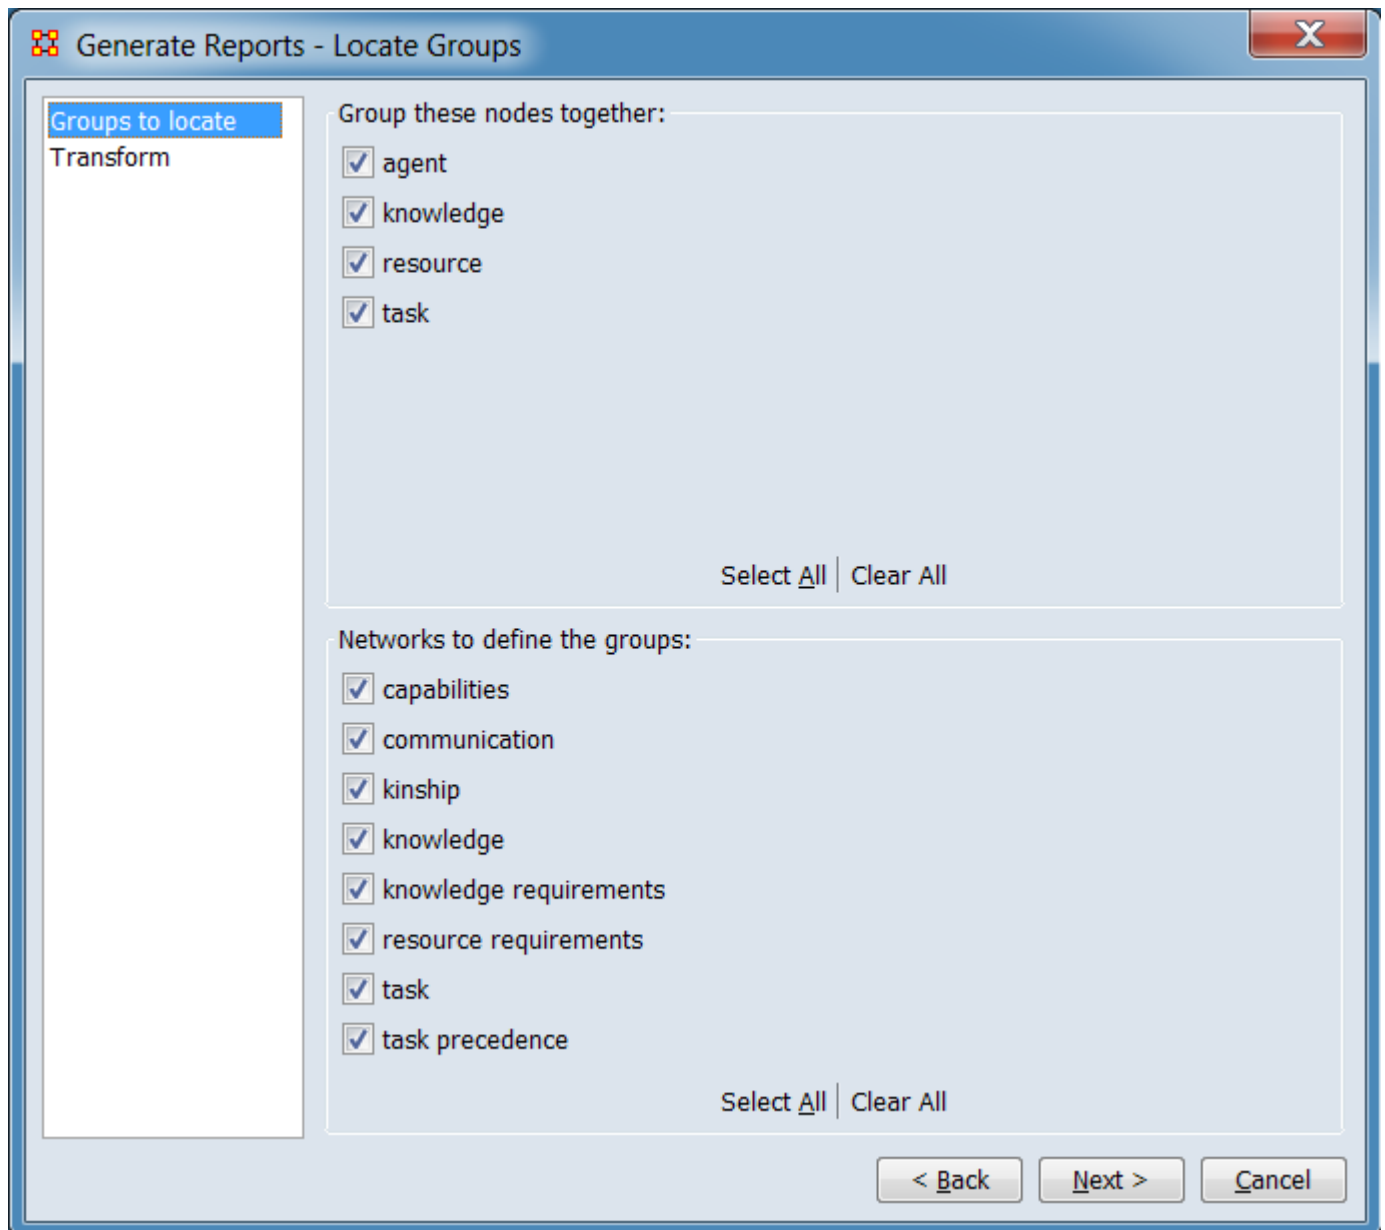 Generate Reports - Locate Groups
X
Groups to locate
Transform
Group these nodes together:
agent
knowledge
resource
task
Select All | Clear All
Networks to define the groups:
capabilities
communication
kinship
knowledge
knowledge requirements
resource requirements
task
task precedence
Select All | Clear All
< Back Next > Cancel